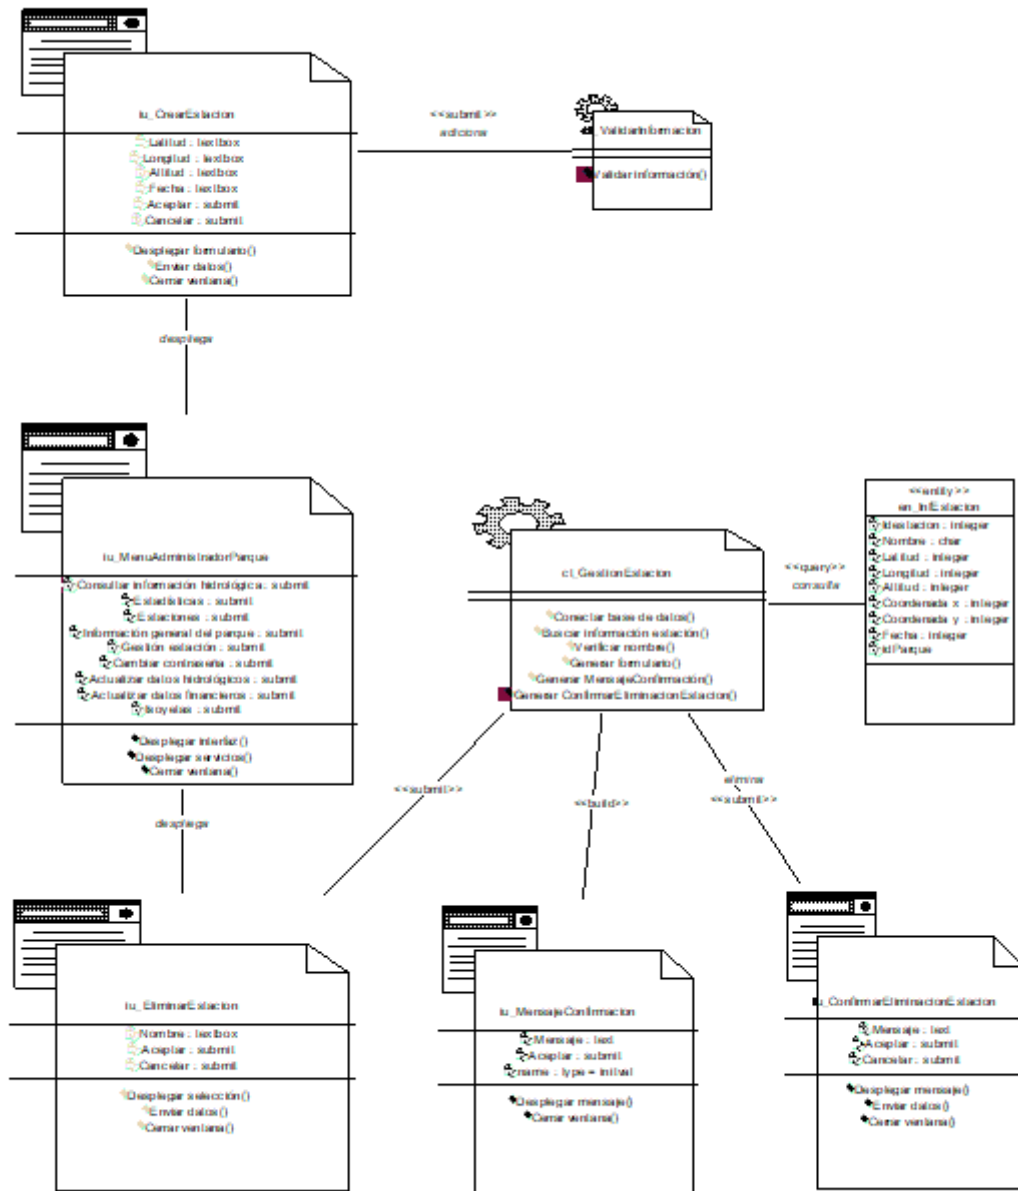 iu_CrearEstacion
Latitud : textbox
Longitud : textbox
Altitud : textbox
Fecha : textbox
Aceptar : submit
Cancelar : submit
Desplegar formulario()
Enviar datos()
Cerrar ventana()
<<submit>>
adiciona
_ValidarInformacion
Validar información()
despliega
iu_MenuAdministradorParque
Consultar información hidrológica : submit
Estadísticas : submit
Estaciones : submit
Información general del parque : submit
Gestión estación : submit
Cambiar contraseña : submit
Actualizar datos hidrológicos : submit
Actualizar datos financieros : submit
Isoyetas : submit
Desplegar interfaz()
Desplegar servicios()
Cerrar ventana()
ct_GestionEstacion
Conectar base de datos()
Buscar información estación()
Verificar nombre()
Generar formulario()
Generar MensajeConfirmación()
Generar ConfirmarEliminacionEstacion()
<<query>>
consulta
<<entity>>
en_InfEstacion
Idestacion : integer
Nombre : char
Latitud : integer
Longitud : integer
Altitud : integer
Coordenada x : integer
Coordenada y : integer
Fecha : integer
IdParque
despliega
<<submit>>
<<build>>
elimina
<<submit>>
iu_EliminarEstacion
Nombre : textbox
Aceptar : submit
Cancelar : submit
Desplegar selección()
Enviar datos()
Cerrar ventana()
iu_MensajeConfirmacion
Mensaje : text
Aceptar : submit
name : type = initval
Desplegar mensaje()
Cerrar ventana()
iu_ConfirmarEliminacionEstacion
Mensaje : text
Aceptar : submit
Cancelar : submit
Desplegar mensaje()
Enviar datos()
Cerrar ventana()